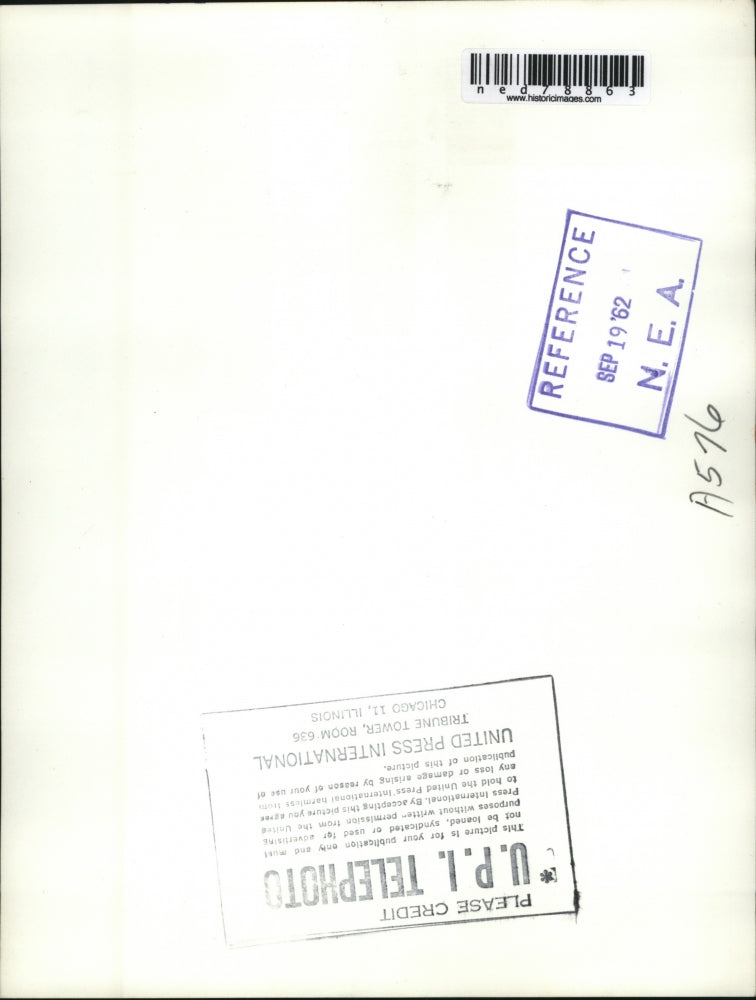 ned78863
www.historicimages.com
REFERENCE
SEP 19 '62
N. E. A.
A576
PLEASE CREDIT
* U.P.I. TELEPHOTO
This picture is for your publication only and must
not be loaned, syndicated or used for advertising
purposes without written permission from the United
Press International. By accepting this picture you agree
to hold the United Press International harmless from
any loss or damage arising by reason of your of use
publication of this picture.
UNITED PRESS INTERNATIONAL
TRIBUNE TOWER, ROOM 636
CHICAGO 11, ILLINOIS